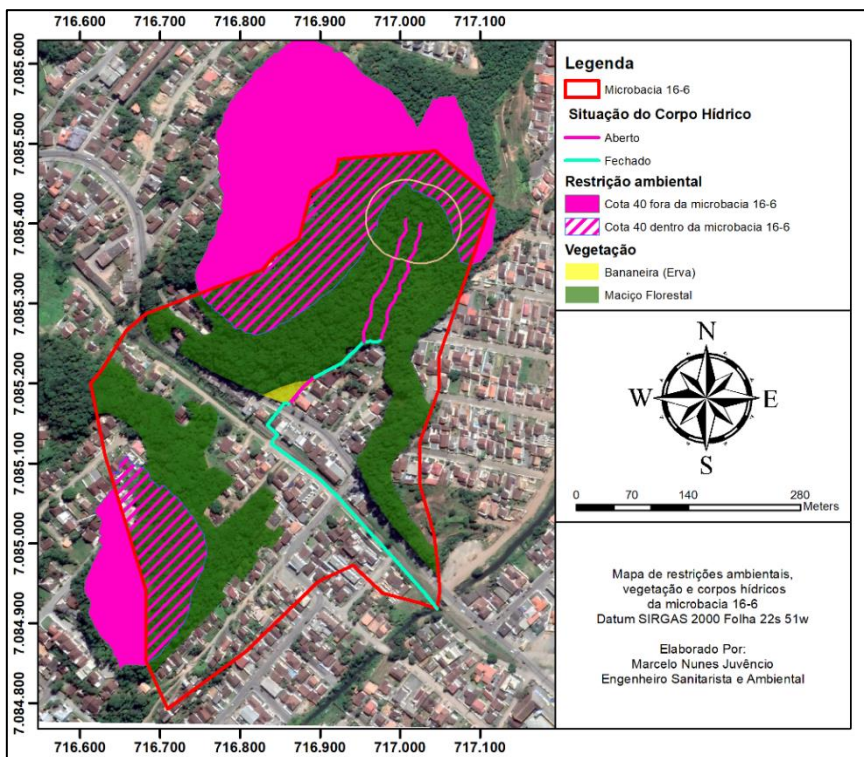 716.600 716.700 716.800 716.900 717.000 717.100
7.085.600
7.085.500
7.085.400
7.085.300
7.085.200
7.085.100
7.085.000
7.084.900
7.084.800
716.600 716.700 716.800 716.900 717.000 717.100
Legenda
Microbacia 16-6
Situação do Corpo Hídrico
Aberto
Fechado
Restrição ambiental
Cota 40 fora da microbacia 16-6
Cota 40 dentro da microbacia 16-6
Vegetação
Bananeira (Erva)
Maciço Florestal
N
W E
S
0 70 140 280
Meters
Mapa de restrições ambientais,
vegetação e corpos hídricos
da microbacia 16-6
Datum SIRGAS 2000 Folha 22s 51w
Elaborado Por:
Marcelo Nunes Juvêncio
Engenheiro Sanitarista e Ambiental